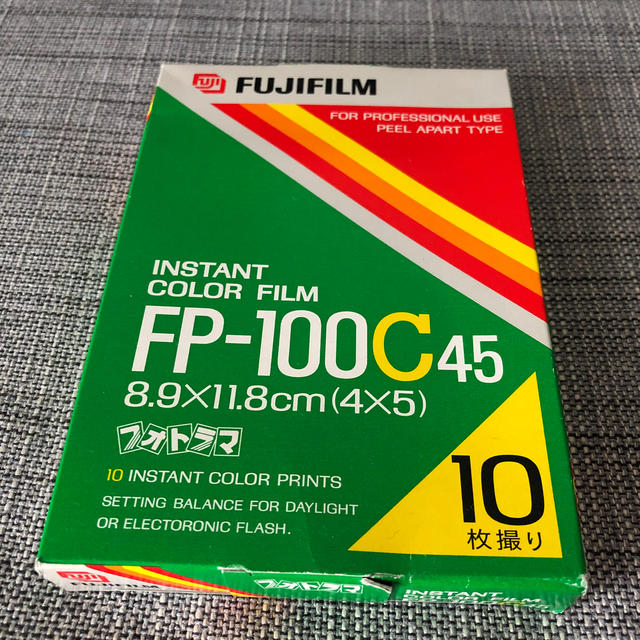 FUJI FUJIFILM
FOR PROFESSIONAL USE
PEEL APART TYPE
INSTANT
COLOR FILM
FP-100C45
8.9×11.8cm(4×5)
フォトラマ
10 INSTANT COLOR PRINTS
SETTING BALANCE FOR DAYLIGHT
OR ELECTORONIC FLASH.
10
枚撮り
FUJI
フォトラマ
INSTANT